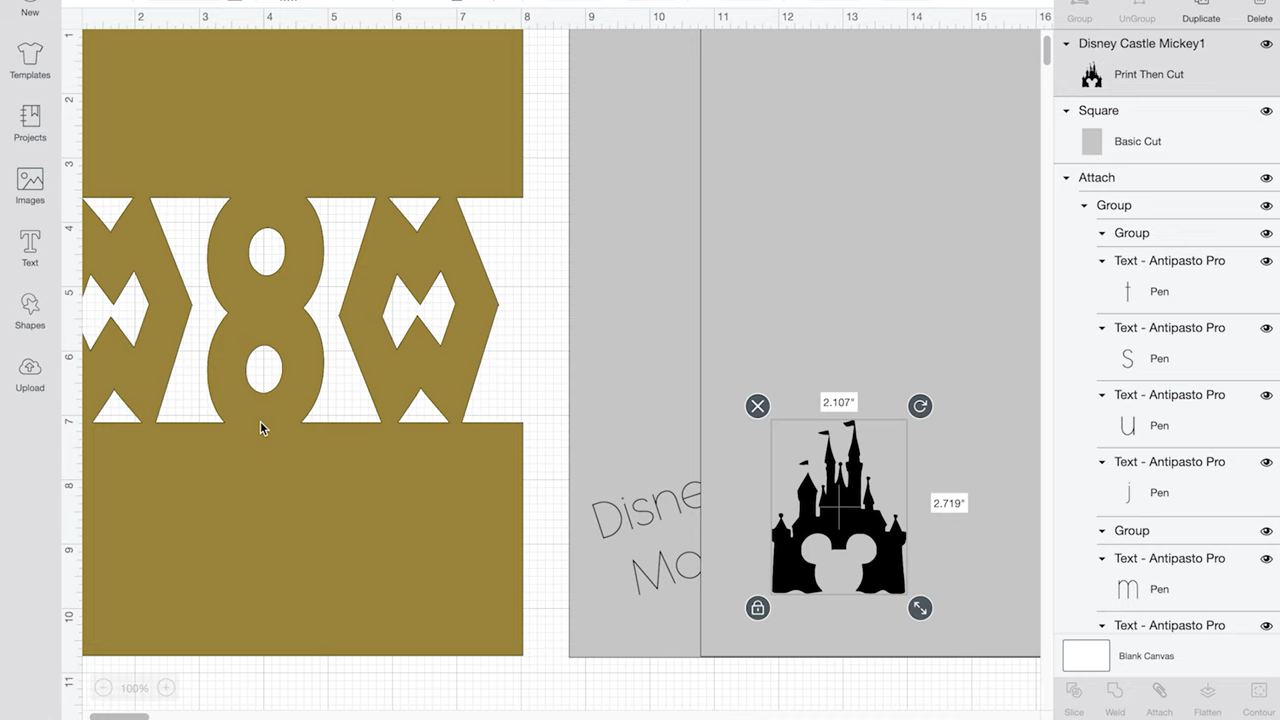 New
Group
UnGroup
Duplicate
Delete
2 3 4 5 6 7 8 9 10 11 12 13 14 15 16
1
2
3
4
5
6
7
8
9
10
11
Templates
Projects
Images
Text
Shapes
Upload
8
2.107"
2.719"
Disne
Mo
100%
Disney Castle Mickey1
Print Then Cut
Square
Basic Cut
Attach
Group
Group
Text - Antipasto Pro
t
Pen
Text - Antipasto Pro
S
Pen
Text - Antipasto Pro
u
Pen
Text - Antipasto Pro
j
Pen
Group
Text - Antipasto Pro
m
Pen
Text - Antipasto Pro
Blank Canvas
Slice
Weld
Attach
Flatten
Contour